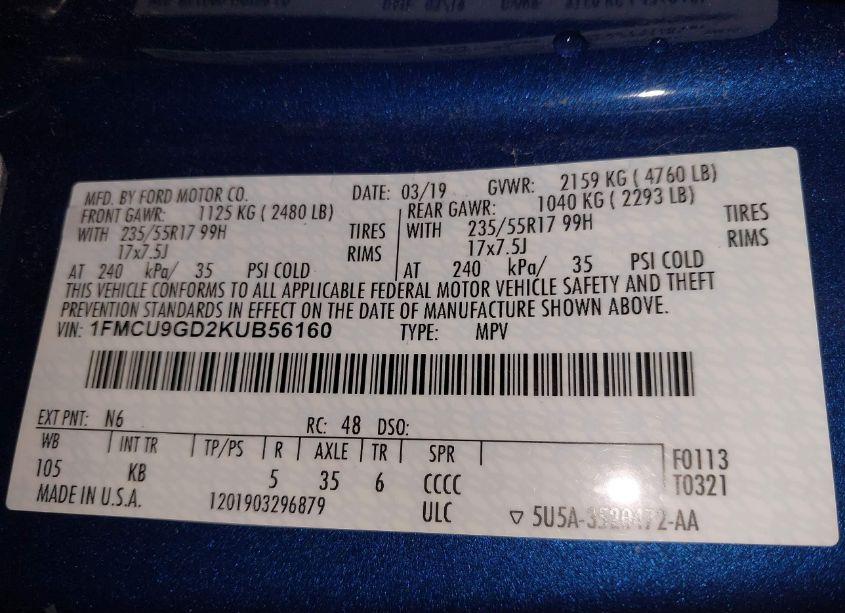 MFD. BY FORD MOTOR CO. DATE: 03/19 GVWR: 2159 KG ( 4760 LB)
FRONT GAWR: 1125 KG ( 2480 LB) REAR GAWR: 1040 KG ( 2293 LB)
WITH 235/55R17 99H TIRES WITH 235/55R17 99H TIRES
17x7.5J RIMS 17x7.5J RIMS
AT 240 kPa/ 35 PSI COLD AT 240 kPa/ 35 PSI COLD
THIS VEHICLE CONFORMS TO ALL APPLICABLE FEDERAL MOTOR VEHICLE SAFETY AND THEFT
PREVENTION STANDARDS IN EFFECT ON THE DATE OF MANUFACTURE SHOWN ABOVE.
VIN: 1FMCU9GD2KUB56160 TYPE: MPV
EXT PNT: N6 RC: 48 DSO:
WB INT TR TP/PS R AXLE TR SPR F0113
105 KB 5 35 6 CCCC T0321
MADE IN U.S.A. 1201903296879 ULC